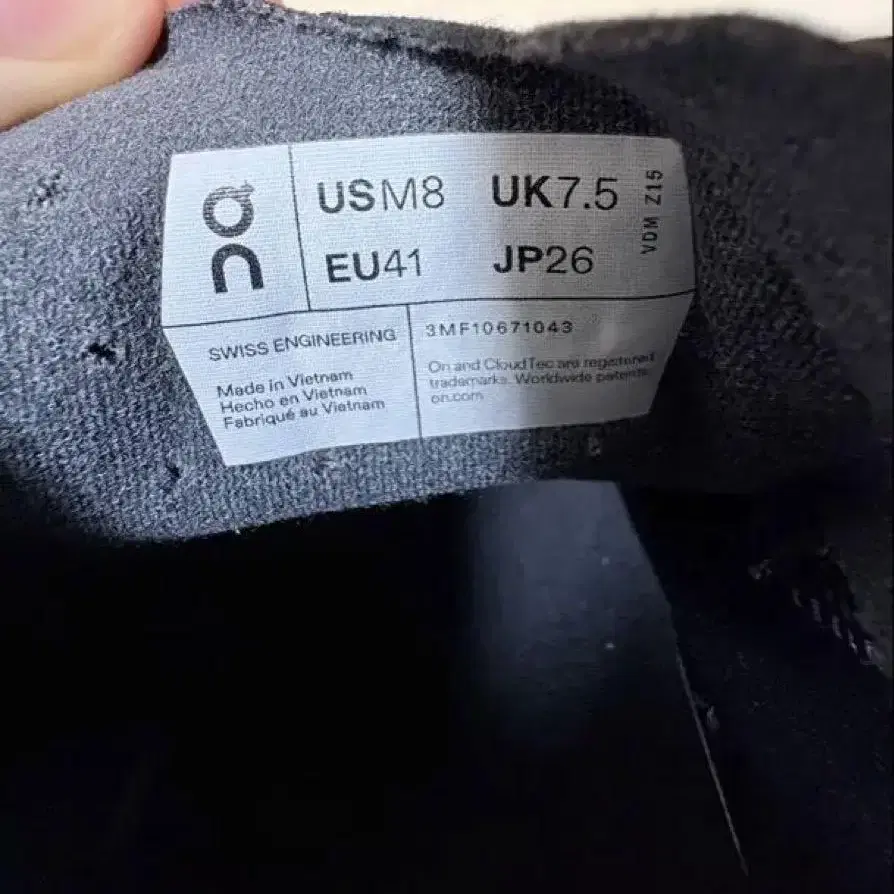 On
USM8 UK7.5
EU41 JP26
VDM Z15
SWISS ENGINEERING
Made in Vietnam
Hecho en Vietnam
Fabriqué au Vietnam
3MF10671043
On and CloudTec are registered
trademarks. Worldwide patents.
on.com